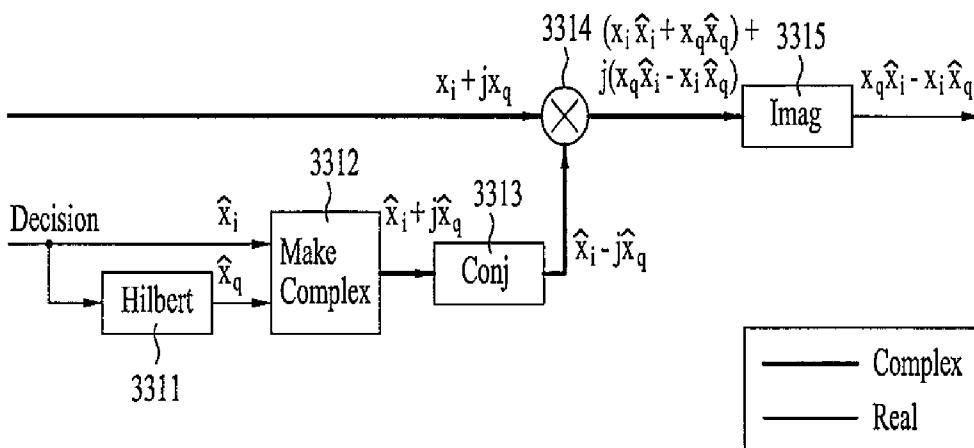 3314
(x_i x̂_i + x_q x̂_q) +
3315
x_i + jx_q
j(x_q x̂_i - x_i x̂_q)
x_q x̂_i - x_i x̂_q
Imag
3312
Decision
x̂_i
x̂_i + jx̂_q
3313
Make
Complex
x̂_q
Hilbert
Conj
x̂_i - jx̂_q
3311
Complex
Real